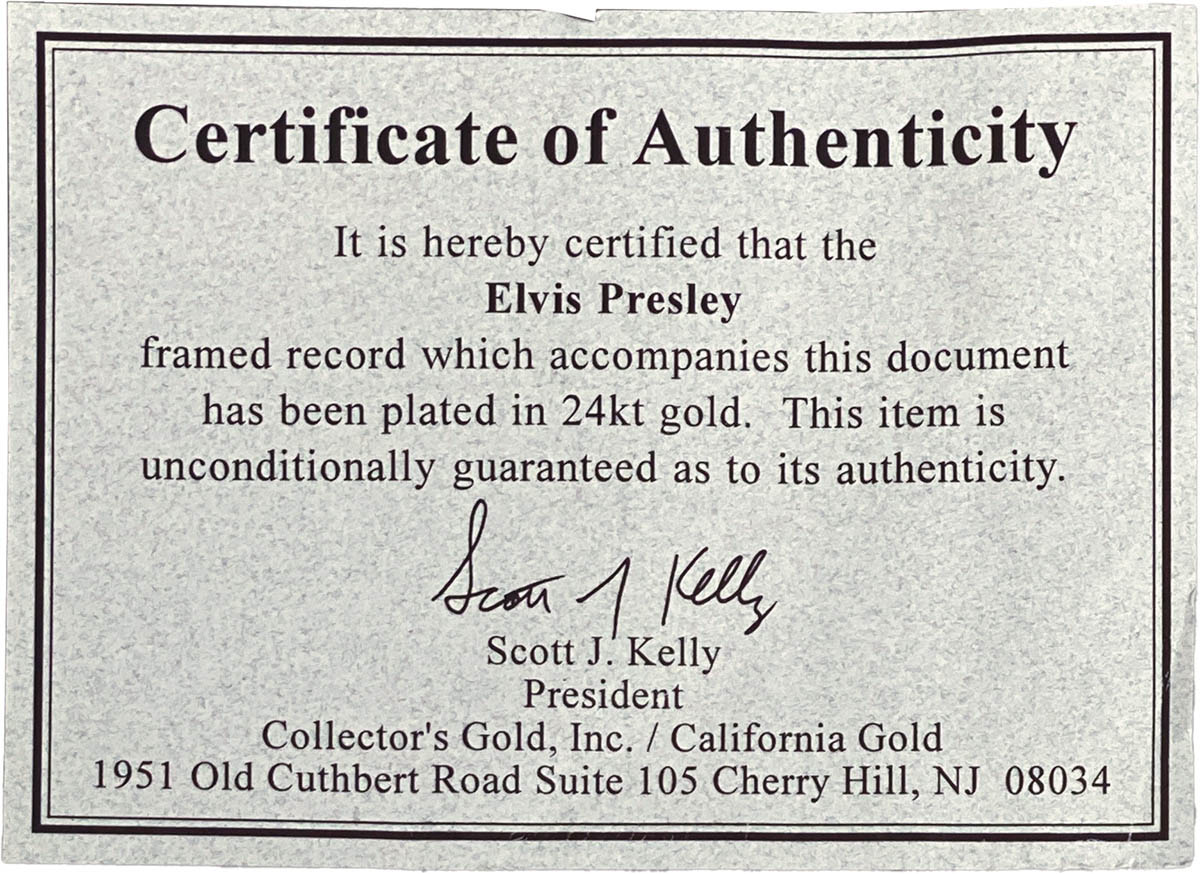 Certificate of Authenticity
It is hereby certified that the
Elvis Presley
framed record which accompanies this document
has been plated in 24kt gold. This item is
unconditionally guaranteed as to its authenticity.
Scott J Kelly
Scott J. Kelly
President
Collector's Gold, Inc. / California Gold
1951 Old Cuthbert Road Suite 105 Cherry Hill, NJ 08034